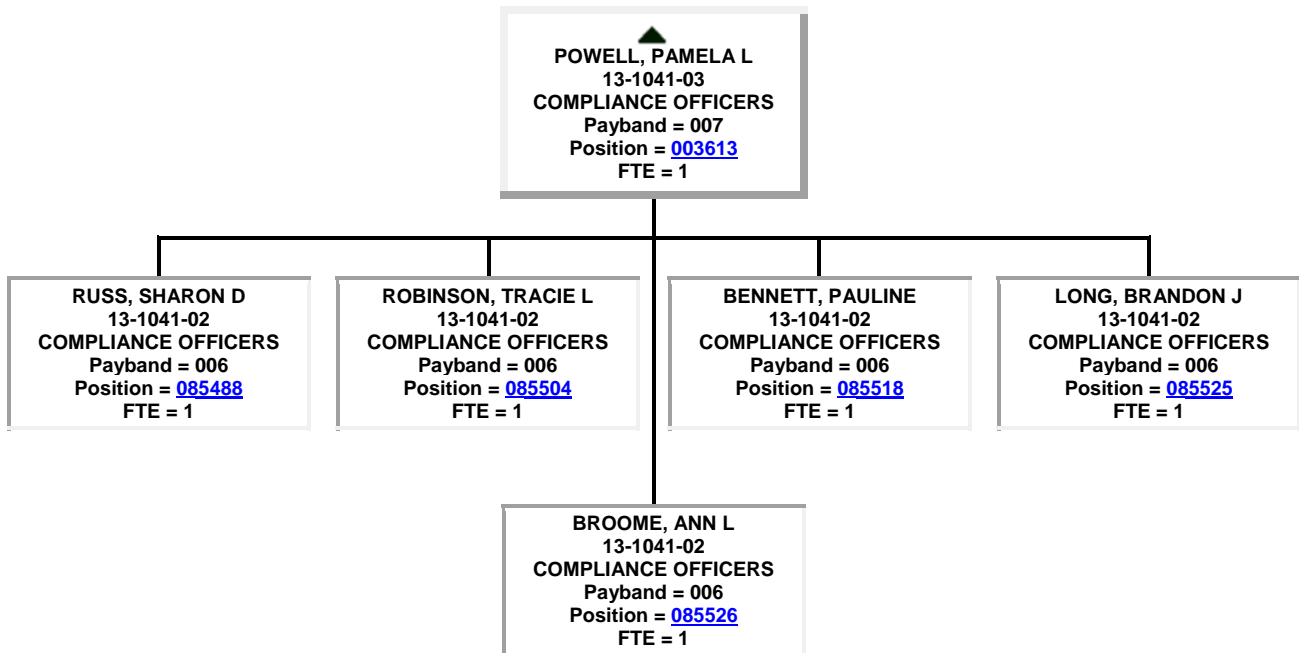 POWELL, PAMELA L
13-1041-03
COMPLIANCE OFFICERS
Payband = 007
Position = 003613
FTE = 1
RUSS, SHARON D
13-1041-02
COMPLIANCE OFFICERS
Payband = 006
Position = 085488
FTE = 1
ROBINSON, TRACIE L
13-1041-02
COMPLIANCE OFFICERS
Payband = 006
Position = 085504
FTE = 1
BENNETT, PAULINE
13-1041-02
COMPLIANCE OFFICERS
Payband = 006
Position = 085518
FTE = 1
LONG, BRANDON J
13-1041-02
COMPLIANCE OFFICERS
Payband = 006
Position = 085525
FTE = 1
BROOME, ANN L
13-1041-02
COMPLIANCE OFFICERS
Payband = 006
Position = 085526
FTE = 1